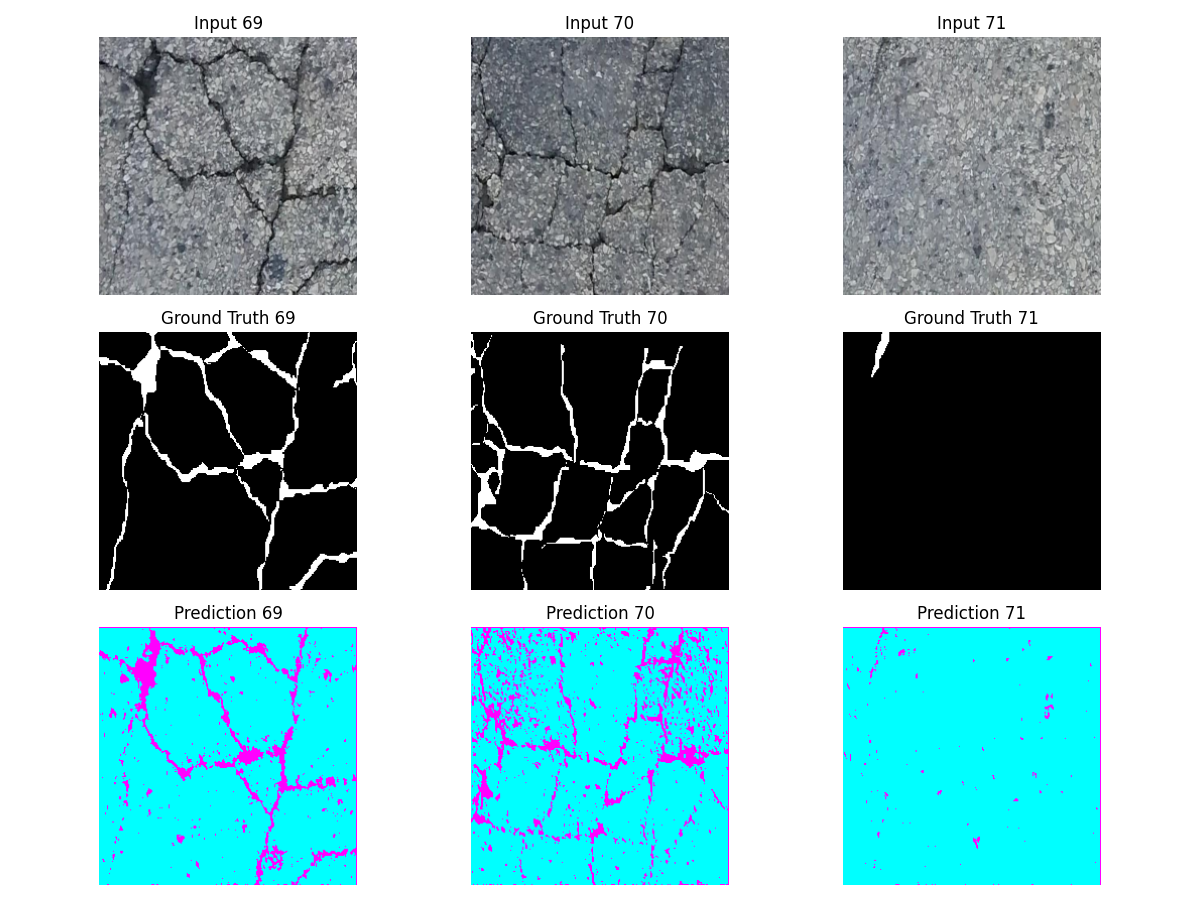 Input 69
Input 70
Input 71
Ground Truth 69
Ground Truth 70
Ground Truth 71
Prediction 69
Prediction 70
Prediction 71